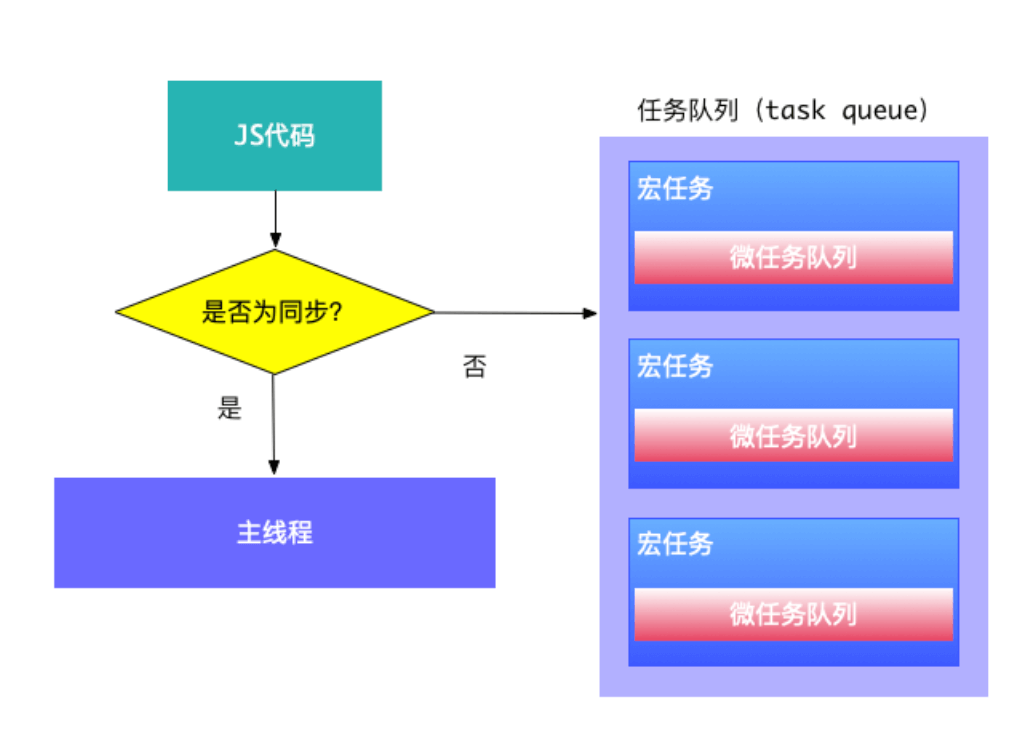 JS代码
是否为同步?
是
否
主线程
任务队列（task queue）
宏任务
微任务队列
宏任务
微任务队列
宏任务
微任务队列